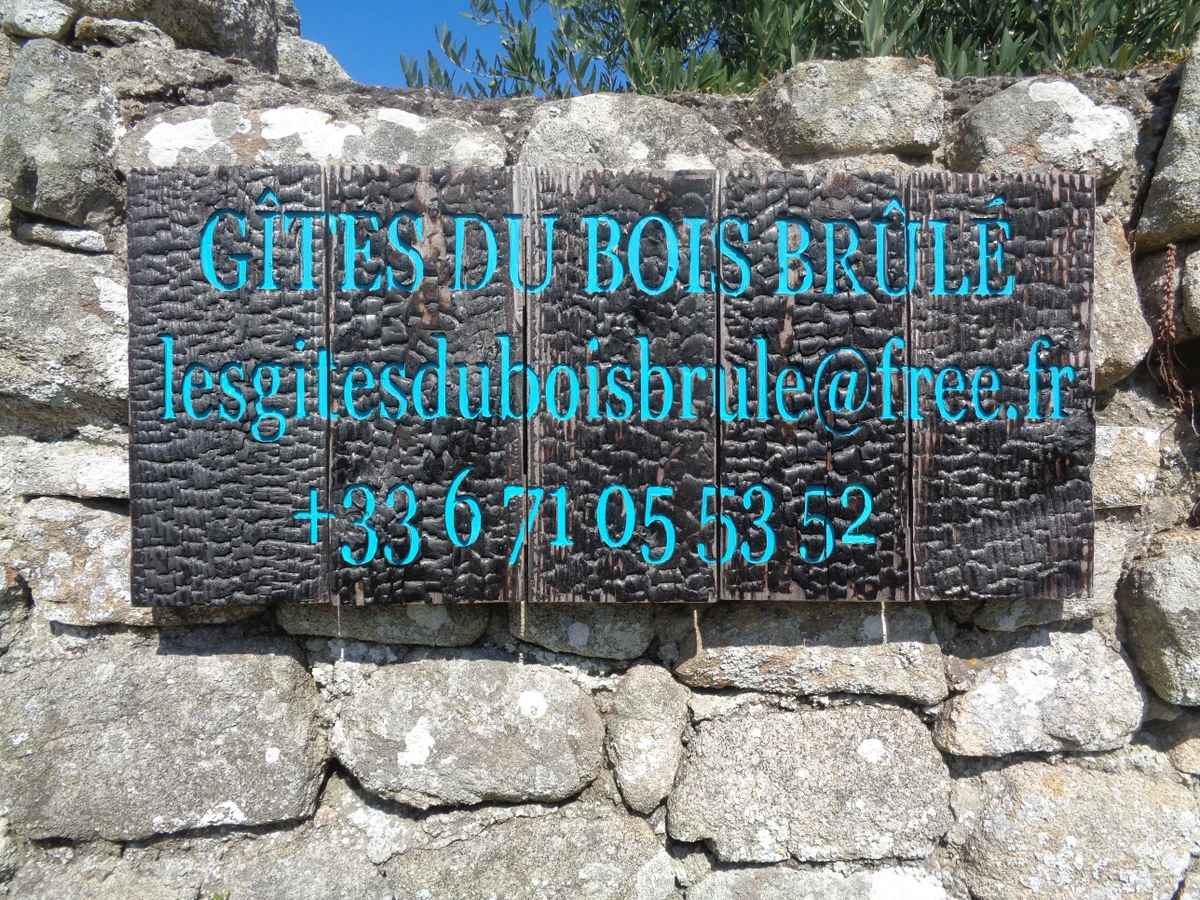 GÎTES DU BOIS BRÛLÉ
lesgitesduboisbrule@free.fr
+33 6 71 05 53 52